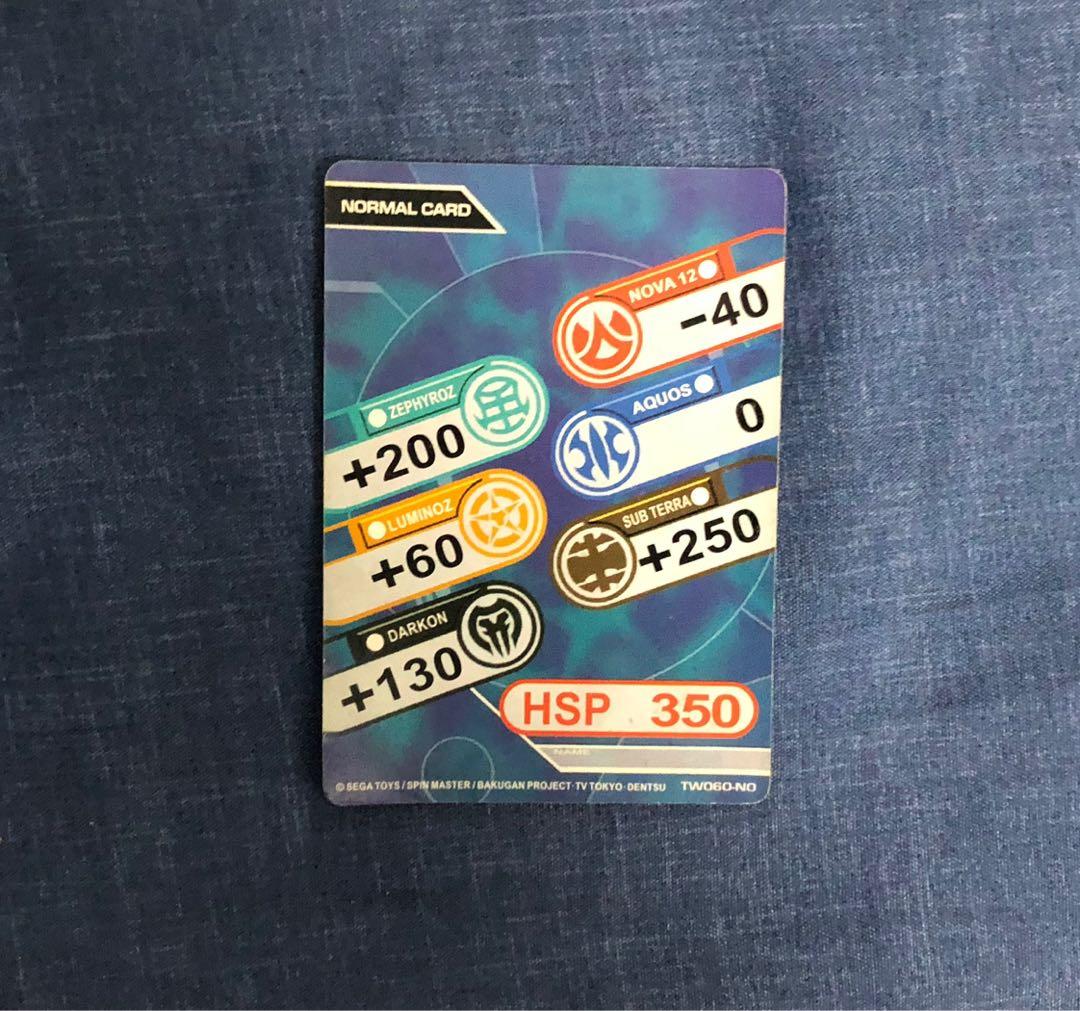 NORMAL CARD
NOVA 12
-40
ZEPHYROZ
+200
AQUOS
0
LUMINOZ
+60
SUB TERRA
+250
DARKON
+130
HSP 350
NAME
© SEGA TOYS / SPIN MASTER / BAKUGAN PROJECT · TV TOKYO · DENTSU TW060-NO